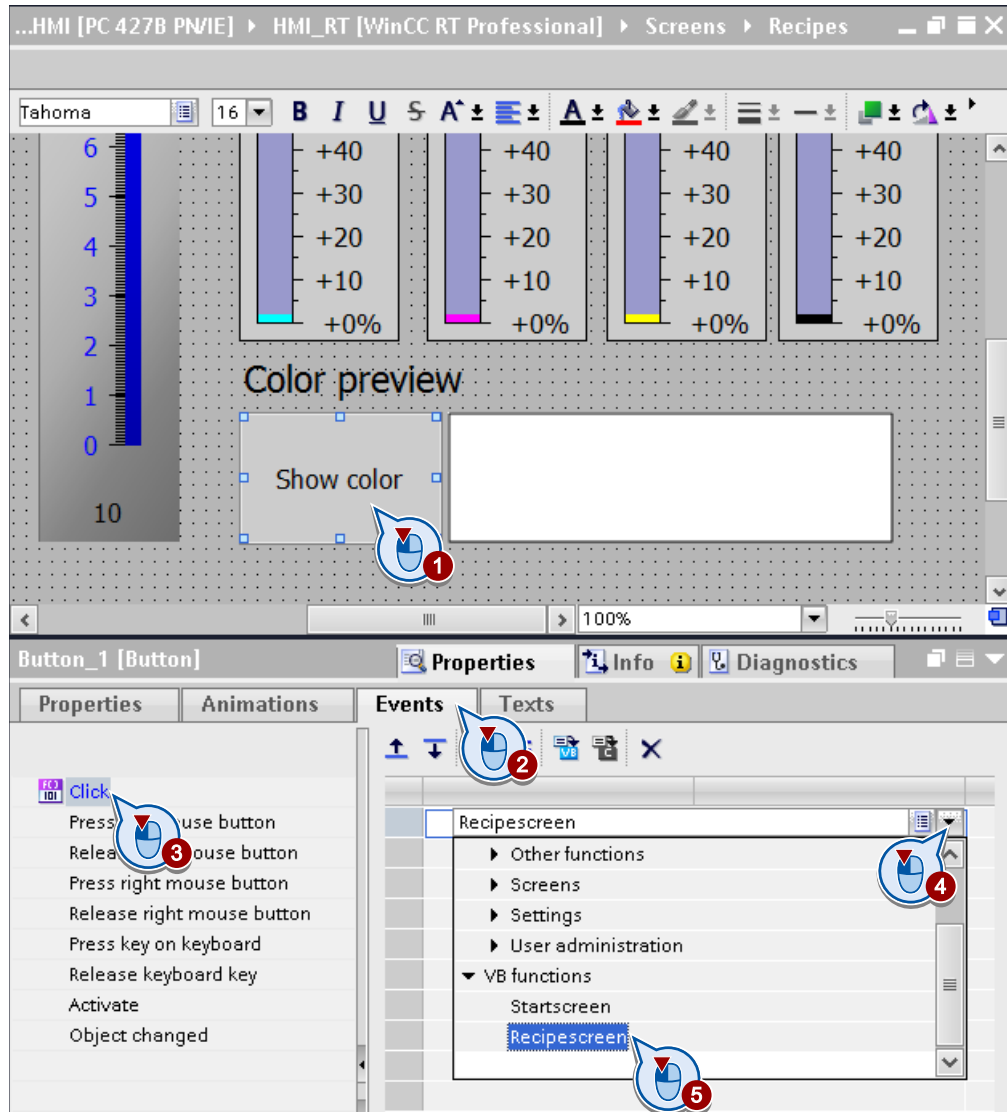 ...HMI [PC 427B PN/IE] ▸ HMI_RT [WinCC RT Professional] ▸ Screens ▸ Recipes
Tahoma 16 B I U S A A
6 +40 +40 +40 +40
5 +30 +30 +30 +30
4 +20 +20 +20 +20
3 +10 +10 +10 +10
+0% +0% +0% +0%
2
Color preview
1
0
Show color
10
1
100%
Button_1 [Button] Properties Info Diagnostics
Properties Animations Events Texts
2
Click
Press use button Recipescreen
Relea 3 ouse button Other functions
Press right mouse button Screens 4
Release right mouse button Settings
Press key on keyboard User administration
Release keyboard key VB functions
Activate Startscreen
Object changed Recipescreen
5